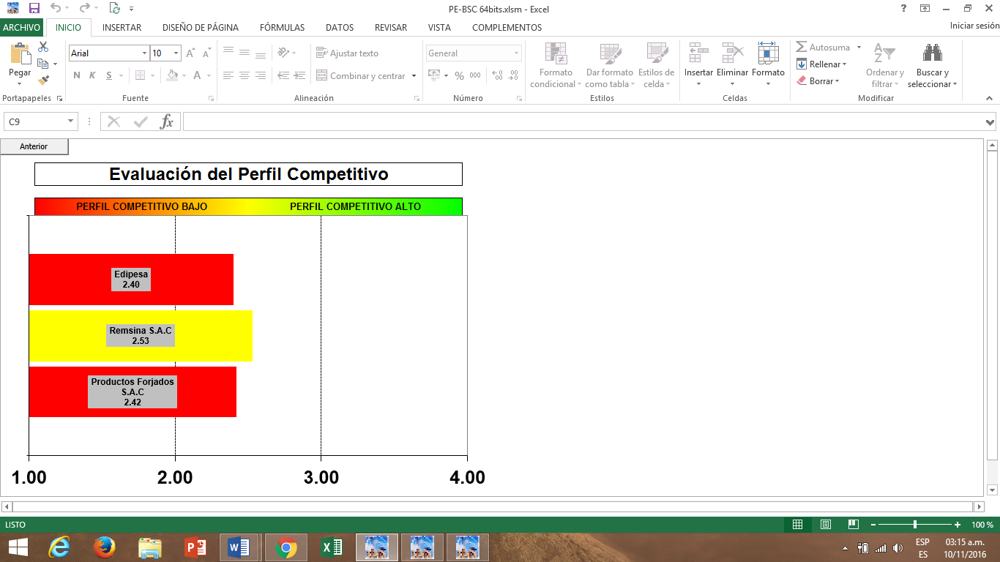 PE-BSC 64bits.xlsm - Excel
ARCHIVO INICIO INSERTAR DISEÑO DE PÁGINA FÓRMULAS DATOS REVISAR VISTA COMPLEMENTOS Iniciar sesión
Pegar
Portapapeles
Arial 10
N K S
Fuente
Ajustar texto
Combinar y centrar
Alineación
General
% 000
Número
Formato condicional
Dar formato como tabla
Estilos de celda
Estilos
Insertar Eliminar Formato
Celdas
Autosuma
Rellenar
Borrar
Ordenar y filtrar
Buscar y seleccionar
Modificar
C9
fx
Anterior
Evaluación del Perfil Competitivo
PERFIL COMPETITIVO BAJO PERFIL COMPETITIVO ALTO
Edipesa
2.40
Remsina S.A.C
2.53
Productos Forjados
S.A.C
2.42
1.00 2.00 3.00 4.00
LISTO
100 %
ESP
ES
03:15 a.m.
10/11/2016